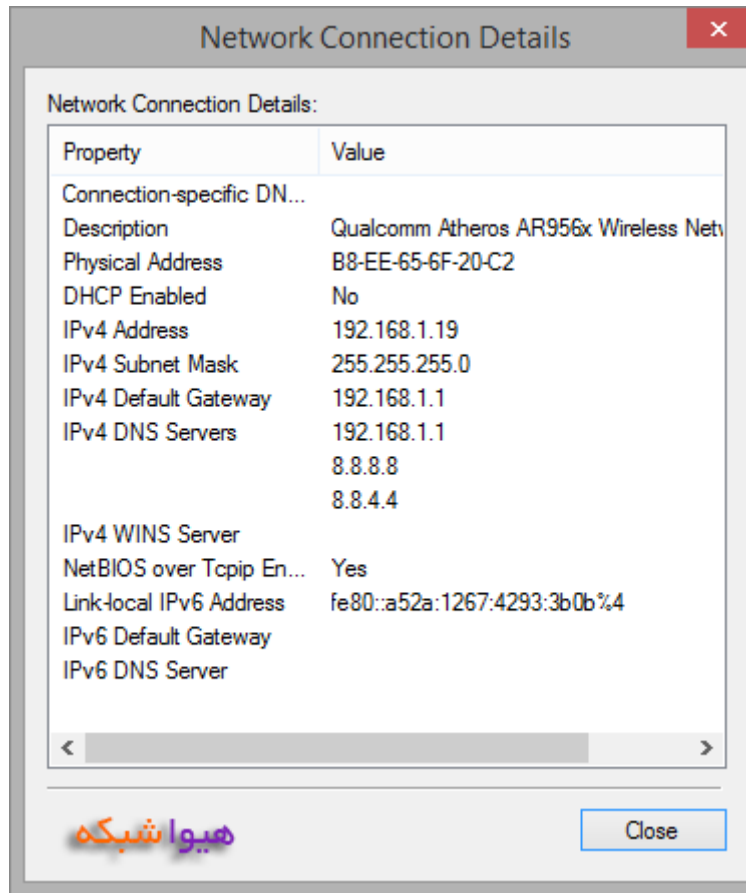 Network Connection Details
Network Connection Details:
Property Value
Connection-specific DN...
Description Qualcomm Atheros AR956x Wireless Netw
Physical Address B8-EE-65-6F-20-C2
DHCP Enabled No
IPv4 Address 192.168.1.19
IPv4 Subnet Mask 255.255.255.0
IPv4 Default Gateway 192.168.1.1
IPv4 DNS Servers 192.168.1.1
8.8.8.8
8.8.4.4
IPv4 WINS Server
NetBIOS over Tcpip En... Yes
Link-local IPv6 Address fe80::a52a:1267:4293:3b0b%4
IPv6 Default Gateway
IPv6 DNS Server
هیوا شبکه
Close